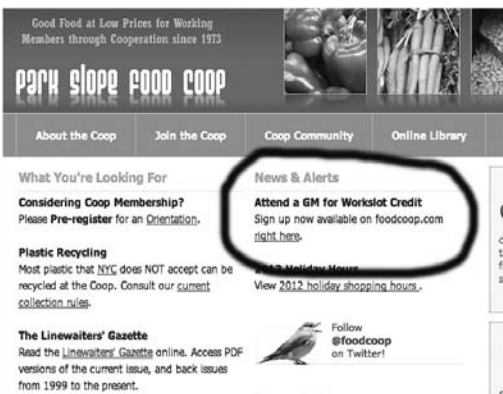 Good Food at Low Prices for Working
Members through Cooperation since 1973
PARK SLOPE FOOD COOP
About the Coop
Join the Coop
Coop Community
Online Library
What You're Looking For
Considering Coop Membership?
Please Pre-register for an Orientation.
Plastic Recycling
Most plastic that NYC does NOT accept can be
recycled at the Coop. Consult our current
collection rules.
The Linewaiters' Gazette
Read the Linewaiters' Gazette online. Access PDF
versions of the current issue, and back issues
from 1999 to the present.
News & Alerts
Attend a GM for Workslot Credit
Sign up now available on foodcoop.com
right here.
2012 Holiday Hours
View 2012 holiday shopping hours .
Follow
@foodcoop
on Twitter!